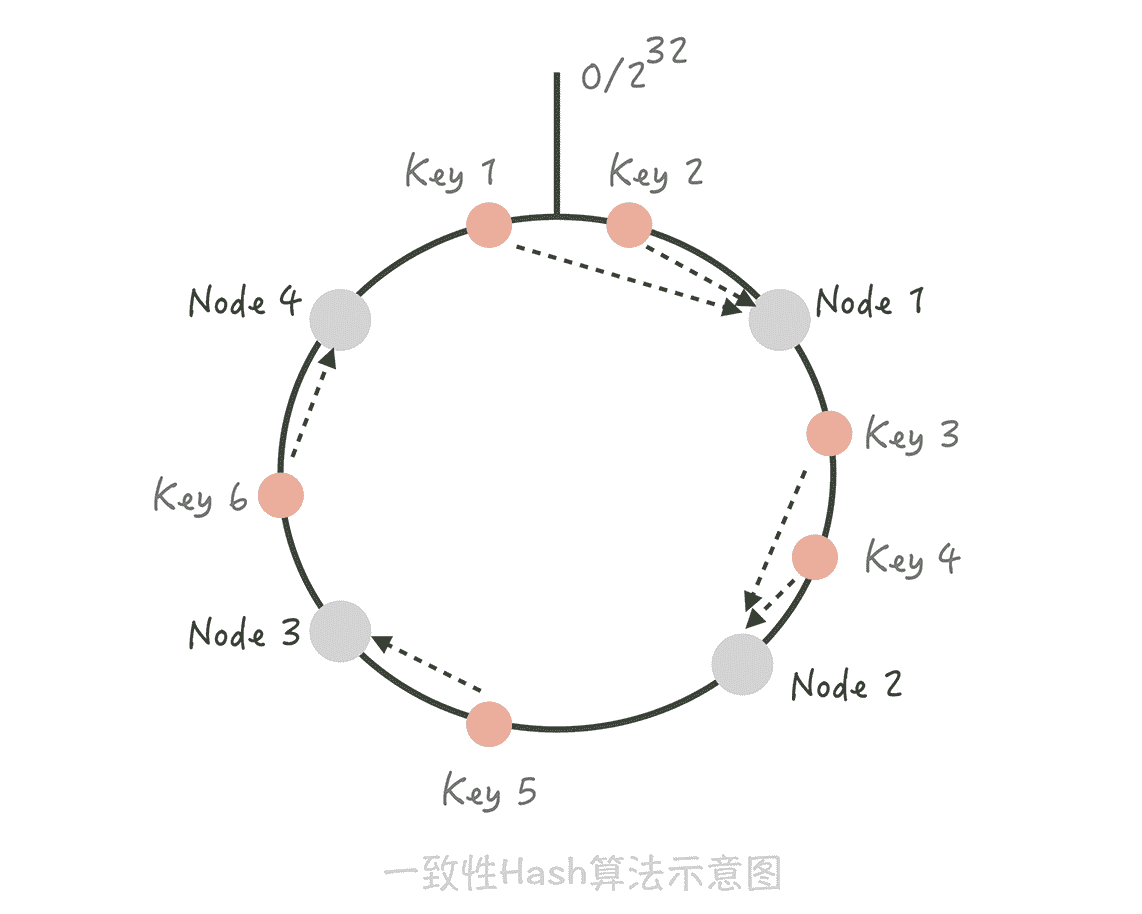 0/2^32
Key 1
Key 2
Node 4
Node 1
Key 3
Key 6
Key 4
Node 3
Node 2
Key 5
一致性Hash算法示意图